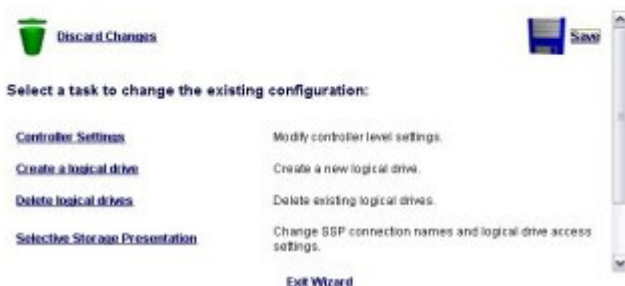 Discard Changes
Save
Select a task to change the existing configuration:
Controller Settings
Modify controller level settings.
Create a logical drive
Create a new logical drive.
Delete logical drives
Delete existing logical drives.
Selective Storage Presentation
Change SSP connection names and logical drive access
settings.
Exit Wizard